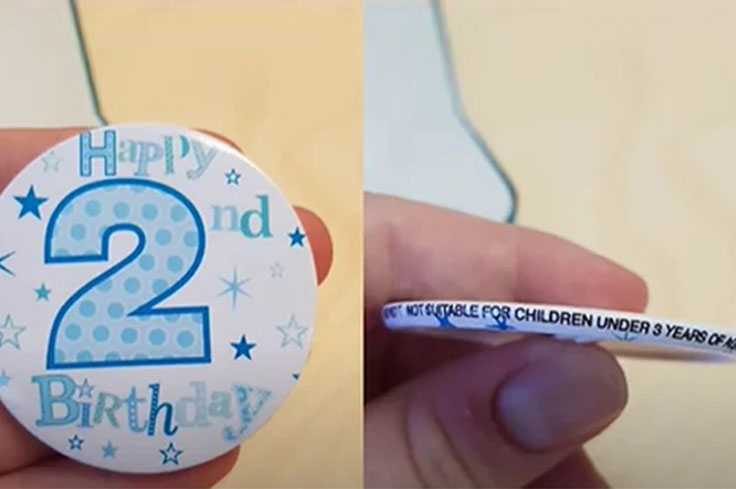 Happy
2nd
Birthday
NOT SUITABLE FOR CHILDREN UNDER 3 YEARS OF